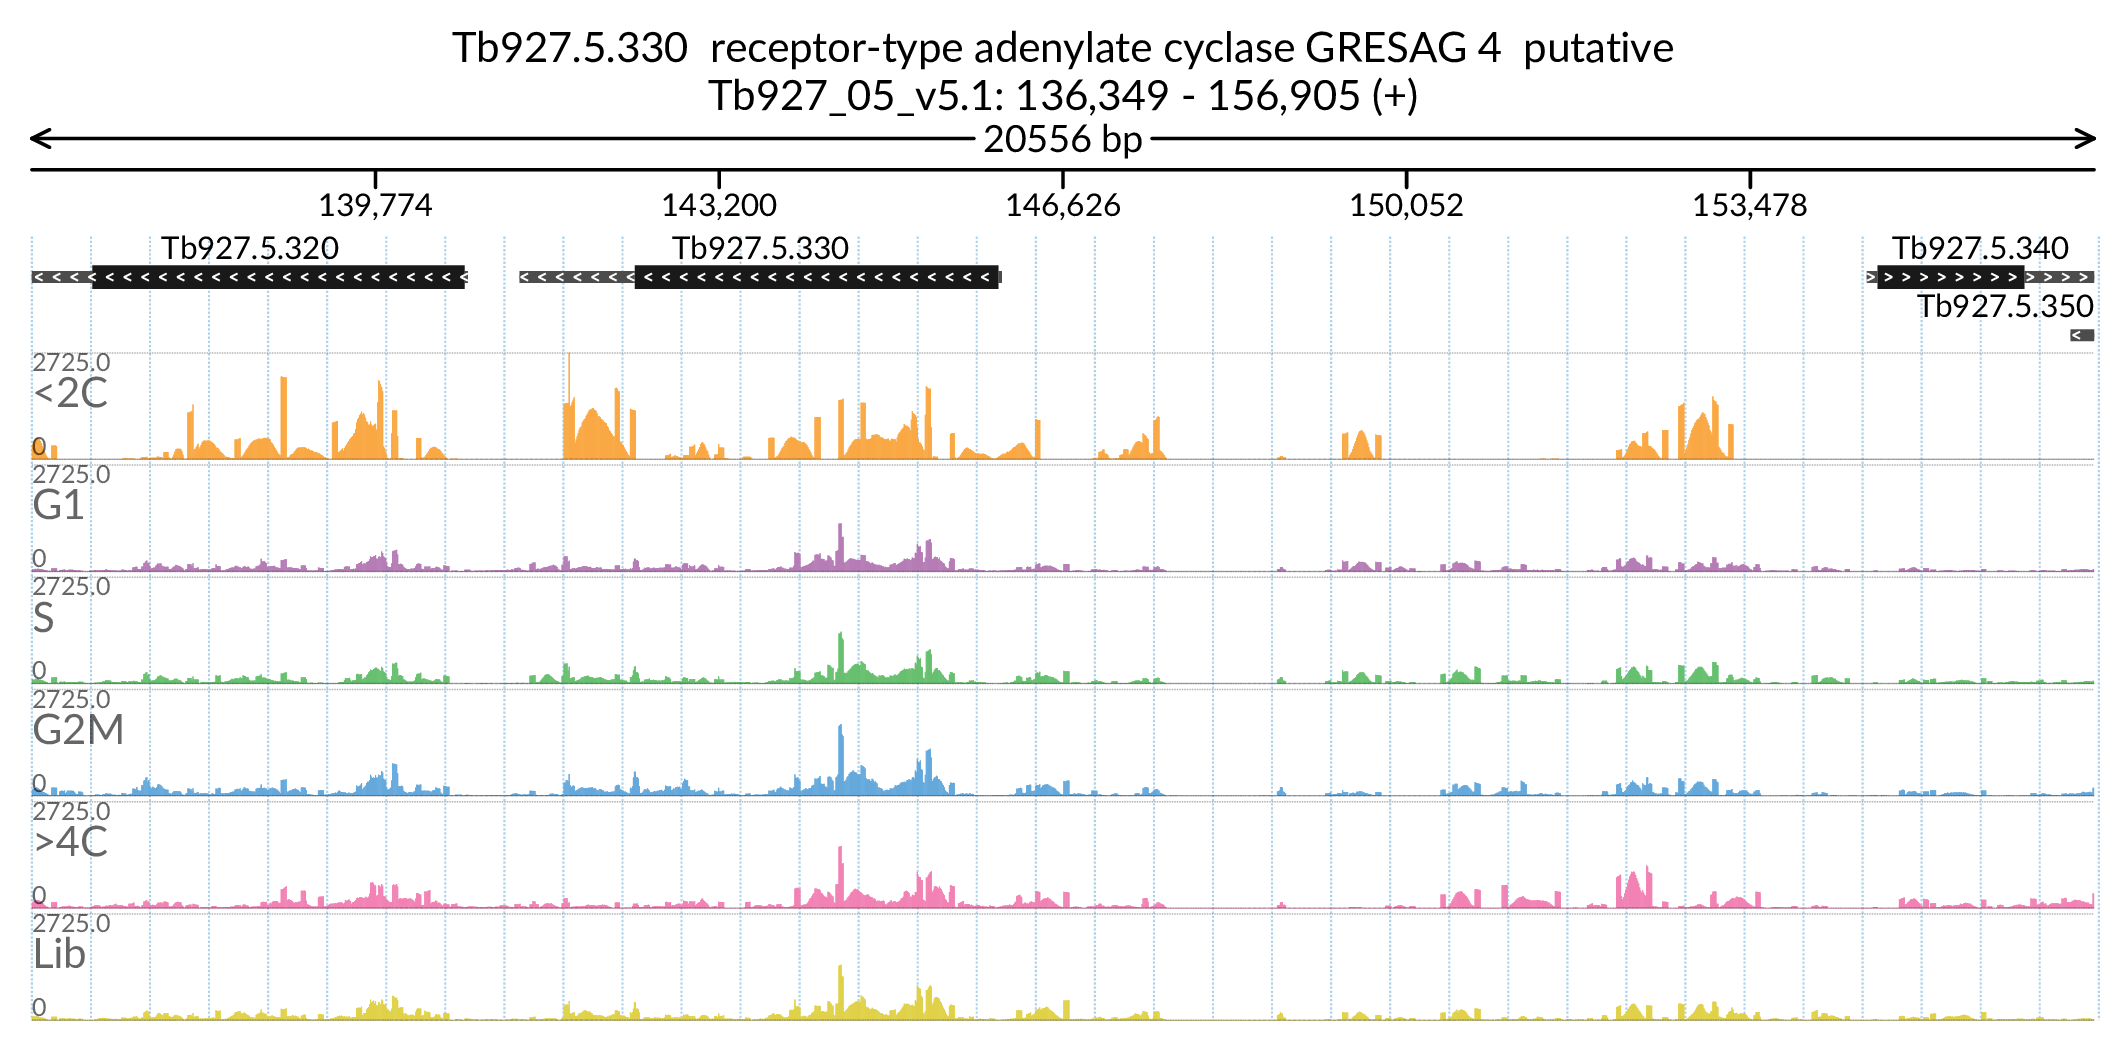 Tb927.5.330  receptor-type adenylate cyclase GRESAG 4  putative
Tb927_05_v5.1: 136,349 - 156,905 (+)
20556 bp
139,774 143,200 146,626 150,052 153,478
Tb927.5.320 Tb927.5.330 Tb927.5.340
Tb927.5.350
2725.0
<2C
0
2725.0
G1
0
2725.0
S
0
2725.0
G2M
0
2725.0
>4C
0
2725.0
Lib
0